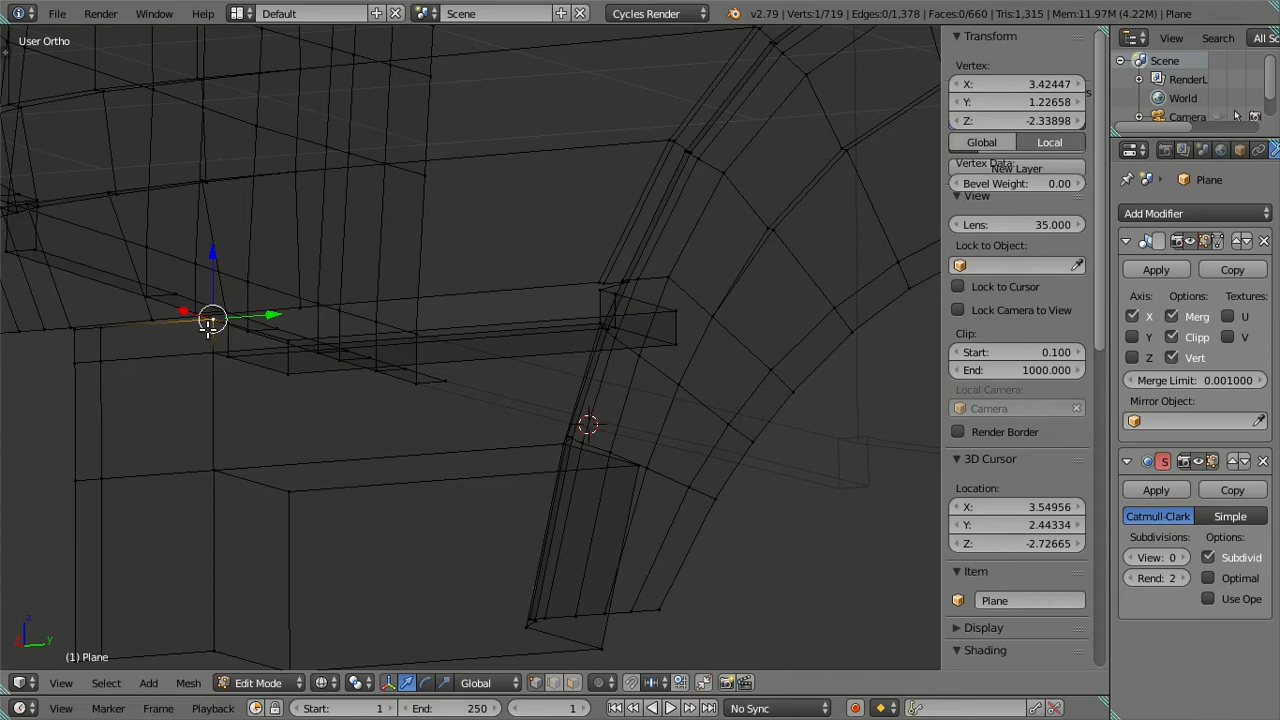 File Render Window Help Default Scene Cycles Render v2.79 | Verts:1/719 | Edges:0/1,378 | Faces:0/660 | Tris:1,315 | Mem:11.97M (4.22M) | Plane
User Ortho
Transform
Vertex:
X: 3.42447
Y: 1.22658
Z: -2.33898
Global Local
Vertex Data:
New Layer
Bevel Weight: 0.00
View
Lens: 35.000
Lock to Object:
Lock to Cursor
Lock Camera to View
Clip:
Start: 0.100
End: 1000.000
Local Camera:
Camera
Render Border
3D Cursor
Location:
X: 3.54956
Y: 2.44334
Z: -2.72665
Item
Plane
Display
Shading
View Search All Sc
Scene
RenderL
World
Camera
Plane
Add Modifier
Apply Copy
Axis: Options: Textures:
X Merg U
Y Clipp V
Z Vert
Merge Limit: 0.001000
Mirror Object:
S
Apply Copy
Catmull-Clark Simple
Subdivisions: Options:
View: 0 Subdivid
Rend: 2 Optimal
Use Ope
z
y
(1) Plane
View Select Add Mesh Edit Mode Global
View Marker Frame Playback Start: 1 End: 250 1 No Sync